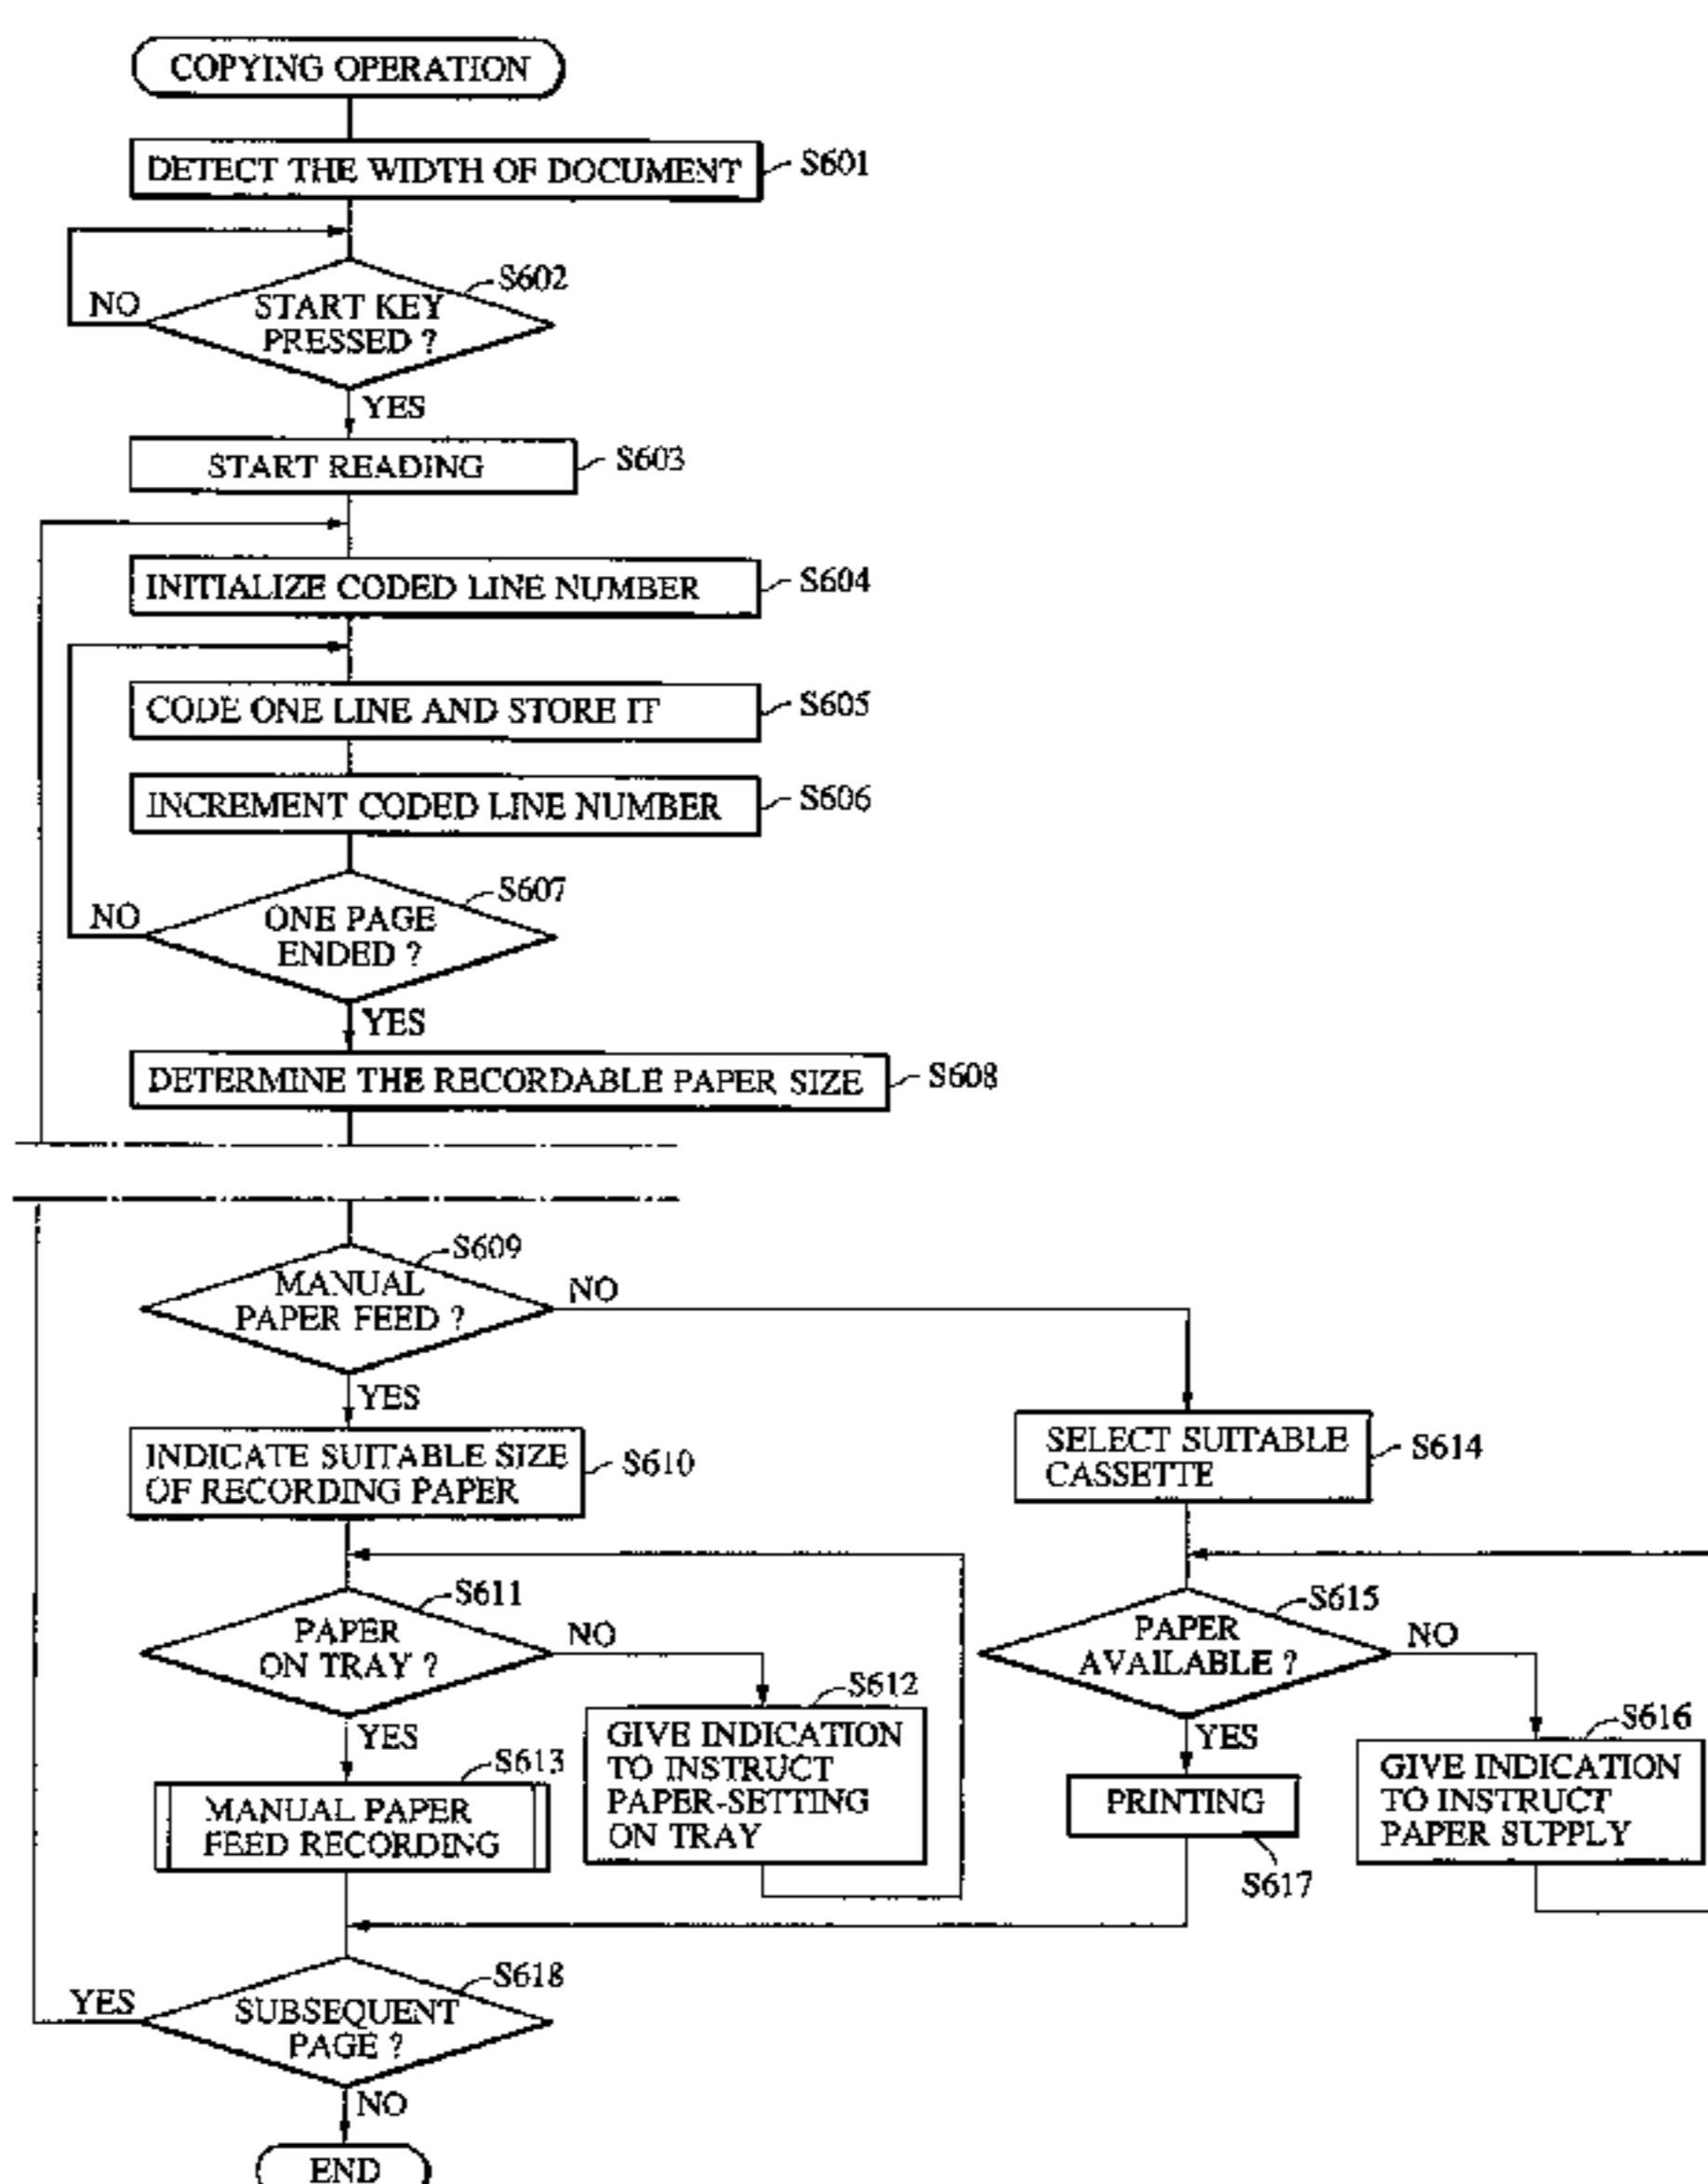 COPYING OPERATION
DETECT THE WIDTH OF DOCUMENT
S601
S602
NO
START KEY
PRESSED ?
YES
START READING
S603
INITIALIZE CODED LINE NUMBER
S604
CODE ONE LINE AND STORE IT
S605
INCREMENT CODED LINE NUMBER
S606
S607
NO
ONE PAGE
ENDED ?
YES
DETERMINE THE RECORDABLE PAPER SIZE
S608
S609
MANUAL
PAPER FEED ?
NO
YES
INDICATE SUITABLE SIZE
OF RECORDING PAPER
S610
SELECT SUITABLE
CASSETTE
S614
S611
PAPER
ON TRAY ?
NO
S615
PAPER
AVAILABLE ?
NO
YES
S612
GIVE INDICATION
TO INSTRUCT
PAPER-SETTING
ON TRAY
YES
S616
GIVE INDICATION
TO INSTRUCT
PAPER SUPPLY
S613
MANUAL PAPER
FEED RECORDING
PRINTING
S617
S618
YES
SUBSEQUENT
PAGE ?
NO
END